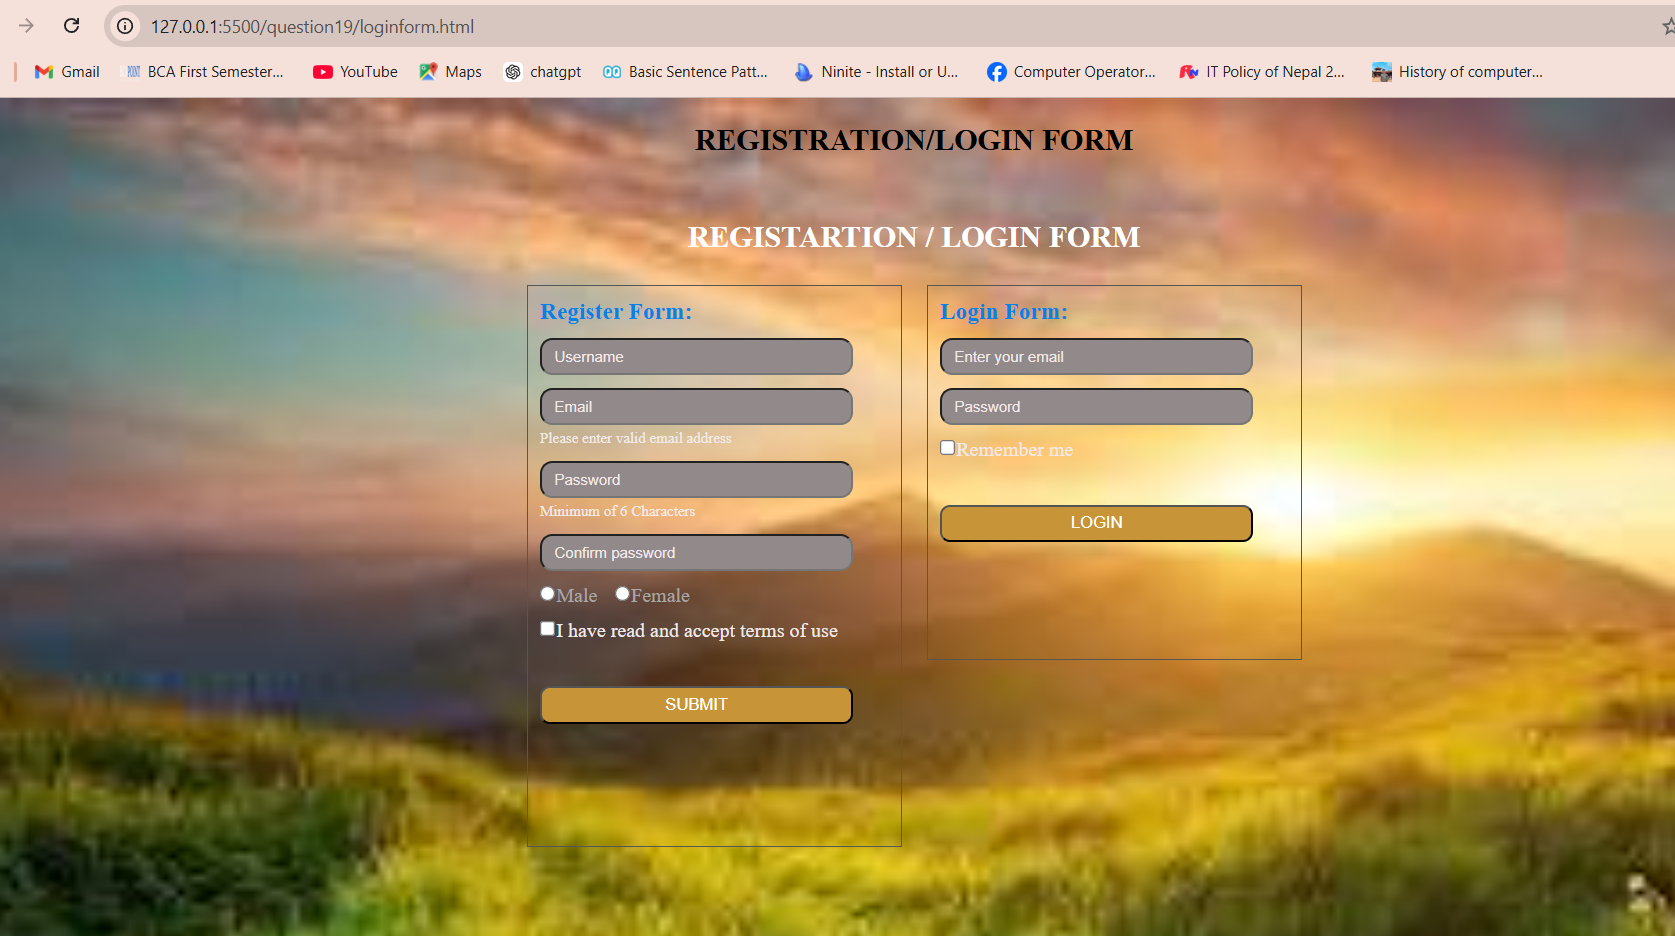 127.0.0.1:5500/question19/loginform.html
Gmail BCA First Semester... YouTube Maps chatgpt Basic Sentence Patt... Ninite - Install or U... Computer Operator... IT Policy of Nepal 2... History of computer...
REGISTRATION/LOGIN FORM
REGISTARTION / LOGIN FORM
Register Form:
Username
Email
Please enter valid email address
Password
Minimum of 6 Characters
Confirm password
Male Female
I have read and accept terms of use
SUBMIT
Login Form:
Enter your email
Password
Remember me
LOGIN